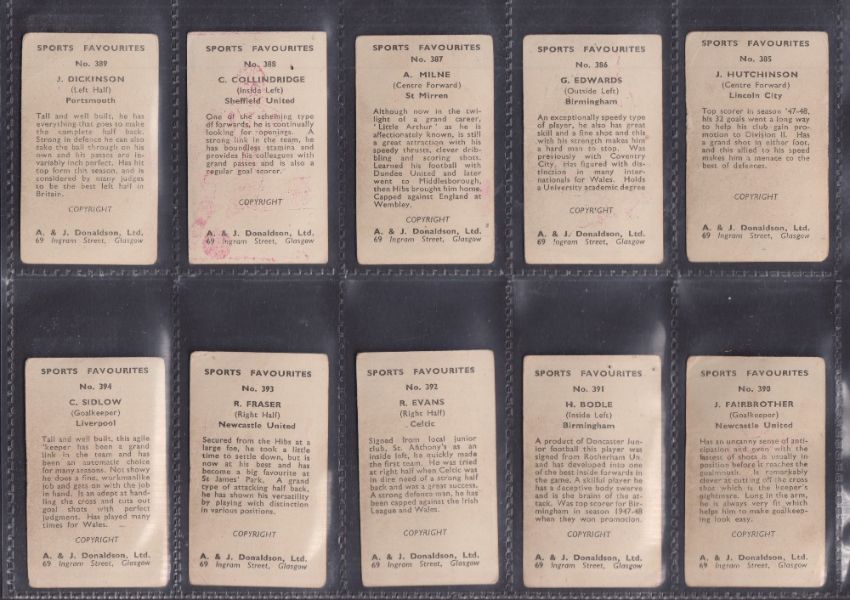 SPORTS FAVOURITES
No. 389
J. DICKINSON
(Left Half)
Portsmouth
Tall and well built, he has
everything that goes to make
the complete half back.
Strong in defence he can also
take the ball through on his
own and his passes are in-
variably inch perfect. Has hit
top form this season, and is
considered by many judges
to be the best left half in
Britain.
COPYRIGHT
A. & J. Donaldson, Ltd.
69 Ingram Street, Glasgow
SPORTS FAVOURITES
No. 388
C. COLLINDRIDGE
(Inside Left)
Sheffield United
One of the scheming type
of forwards, he is continually
looking for openings. A
strong link in the team, he
has boundless stamina and
provides his colleagues with
grand passes and is also a
regular goal scorer.
COPYRIGHT
A. & J. Donaldson, Ltd.
69 Ingram Street, Glasgow
SPORTS FAVOURITES
No. 387
A. MILNE
(Centre Forward)
St Mirren
Although now in the twi-
light of a grand career,
'Little Arthur' as he is
affectionately known, is still
a great attraction with his
speedy thrusts, clever drib-
bling and scoring shots.
Learned his football with
Dundee United and later
went to Middlesborough,
then Hibs brought him home.
Capped against England at
Wembley.
COPYRIGHT
A. & J. Donaldson, Ltd.
69 Ingram Street, Glasgow
SPORTS FAVOURITES
No. 386
G. EDWARDS
(Outside Left)
Birmingham
An exceptionally speedy type
of player, he also has great
skill and a fine shot and this
with his strength makes him
a hard man to stop. Was
previously with Coventry
City. Has figured with dis-
tinction in many inter-
nationals for Wales. Holds
a University academic degree
COPYRIGHT
A. & J. Donaldson, Ltd.
69 Ingram Street, Glasgow
SPORTS FAVOURITES
No. 385
J. HUTCHINSON
(Centre Forward)
Lincoln City
Top scorer in season '47-48,
his 32 goals went a long way
to help his club gain pro-
motion to Division II. Has
a grand shot in either foot,
and this allied to his speed
makes him a menace to the
best of defences.
COPYRIGHT
A. & J. Donaldson, Ltd.
69 Ingram Street, Glasgow
SPORTS FAVOURITES
No. 394
C. SIDLOW
(Goalkeeper)
Liverpool
Tall and well built, this agile
'keeper has been a grand
link in the team and has
been an automatic choice
for many seasons. Not showy
he does a fine, workmanlike
job and gets on with the job
in hand. Is an adept at hand-
ling the cross and cuts out
goal shots with perfect
judgment. Has played many
times for Wales.
COPYRIGHT
A. & J. Donaldson, Ltd.
69 Ingram Street, Glasgow
SPORTS FAVOURITES
No. 393
R. FRASER
(Right Half)
Newcastle United
Secured from the Hibs at a
large fee, he took a little
time to settle down, but is
now at his best and has
become a big favourite at
St James' Park. A grand
type of attacking half back,
he has shown his versatility
by playing with distinction
in various positions.
COPYRIGHT
A. & J. Donaldson, Ltd.
69 Ingram Street, Glasgow
SPORTS FAVOURITES
No. 392
R. EVANS
(Right Half)
Celtic
Signed from local junior
club, St. Anthony's as an
inside left, he quickly made
the first team. He was tried
at right half when Celtic was
in dire need of a strong half
back and was a great success.
A strong defence man, he has
been capped against the Irish
League and Wales.
COPYRIGHT
A. & J. Donaldson, Ltd.
69 Ingram Street, Glasgow
SPORTS FAVOURITES
No. 391
H. BODLE
(Inside Left)
Birmingham
A product of Doncaster Jun-
ior football this player was
signed from Rotherham Un.
and has developed into one
of the best inside forwards in
the game. A skilful player he
has a deceptive body swerve
and is the brains of the at-
tack. Was top scorer for Bir-
mingham in season 1947-48
when they won promotion.
COPYRIGHT
A. & J. Donaldson, Ltd.
69 Ingram Street, Glasgow
SPORTS FAVOURITES
No. 390
J. FAIRBROTHER
(Goalkeeper)
Newcastle United
Has an uncanny sense of anti-
cipation and even with the
fastest of shots is usually in
position before it reaches the
goalmouth. Is remarkably
clever at cutting off the cross
shot which is the keeper's
nightmare. Long in the arm,
he is always very fit which
helps him to make goalkeep-
ing look easy.
COPYRIGHT
A. & J. Donaldson, Ltd.
69 Ingram Street, Glasgow